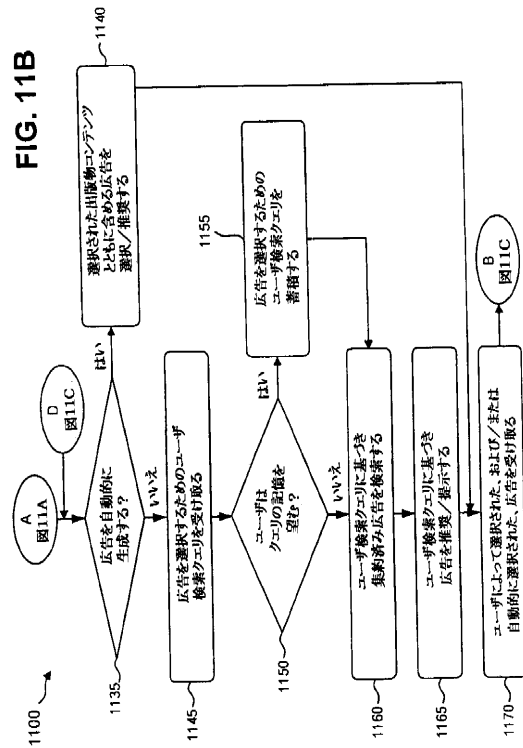 FIG. 11B
1100
A
図11A
D
図11C
1135
広告を自動的に
生成する?
はい
いいえ
1140
選択された出版物コンテンツ
とともに含める広告を
選択/推奨する
1145
広告を選択するためのユーザ
検索クエリを受け取る
1150
ユーザは
クエリの記憶を
望む?
はい
いいえ
1155
広告を選択するための
ユーザ検索クエリを
蓄積する
1160
ユーザ検索クエリに基づき
集約済み広告を検索する
1165
ユーザ検索クエリに基づき
広告を推奨/提示する
1170
ユーザによって選択された、および/または
自動的に選択された、広告を受け取る
B
図11C